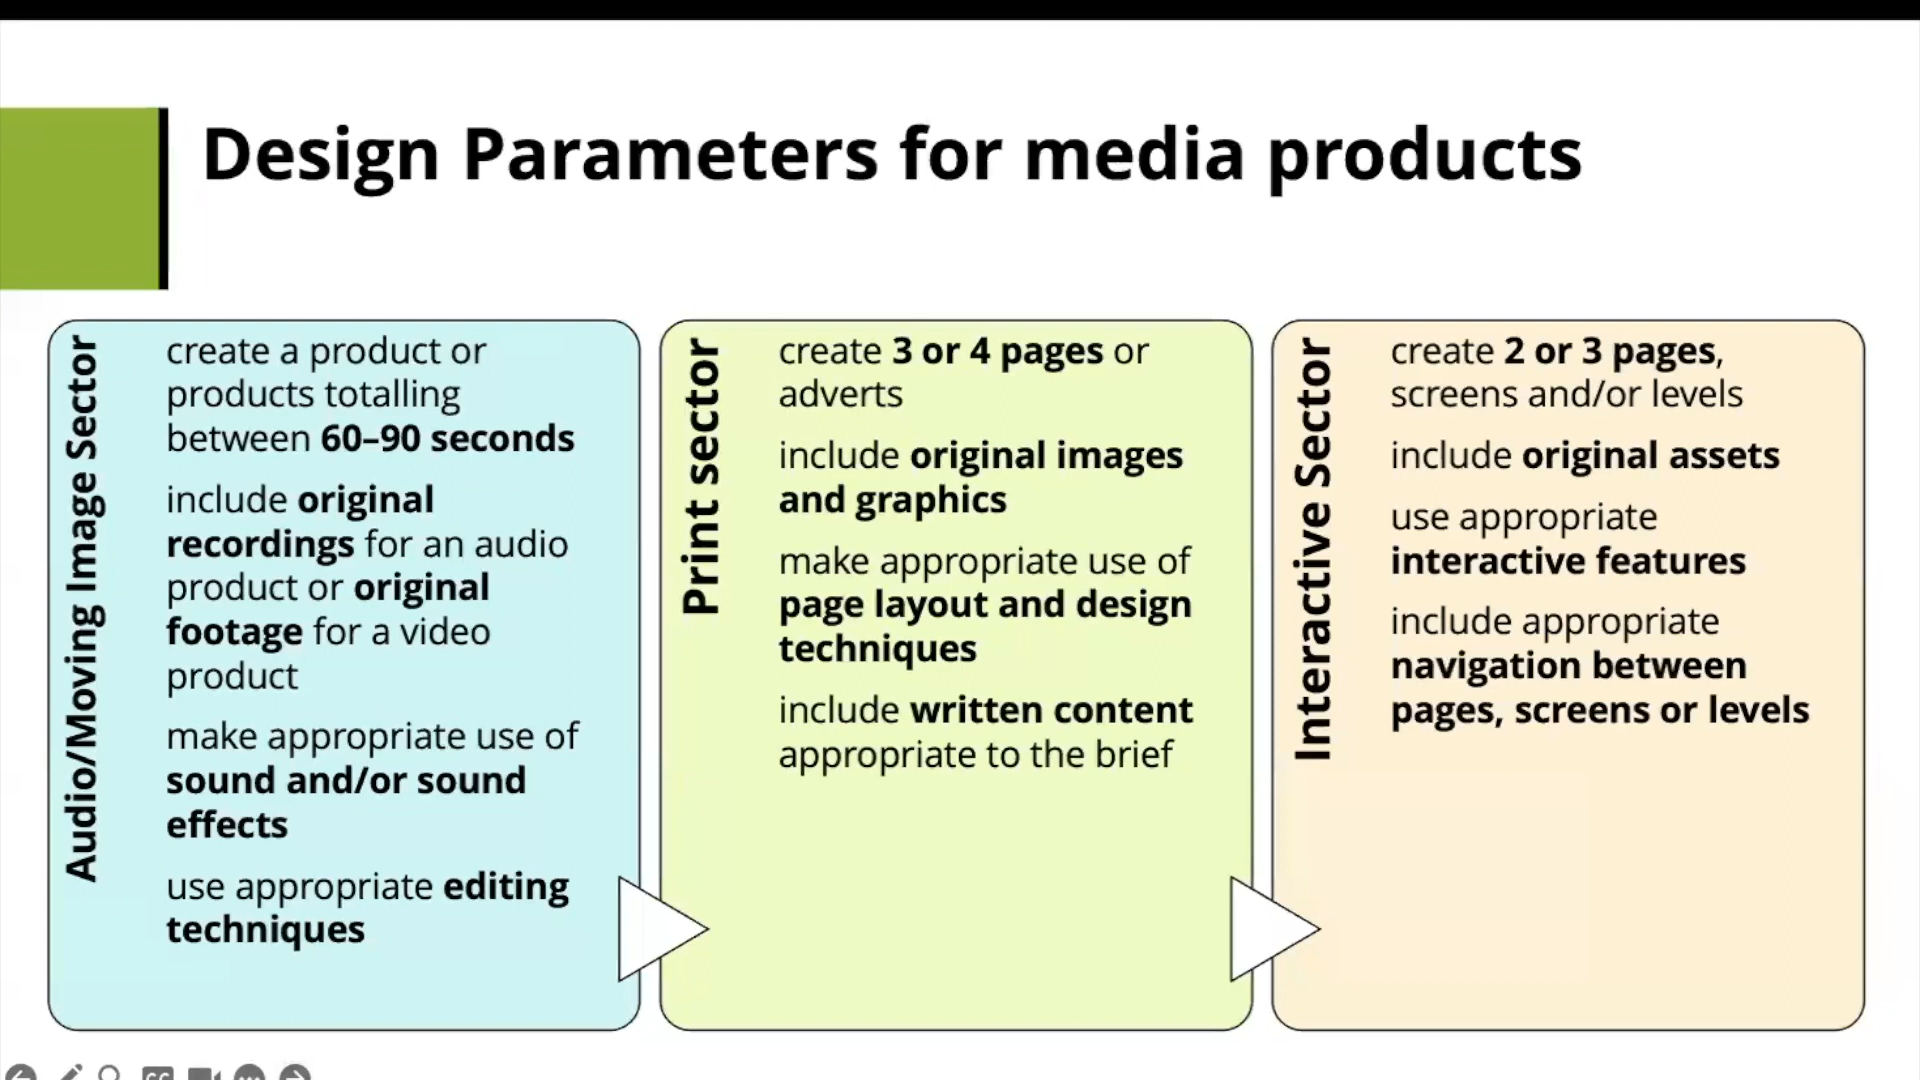 Design Parameters for media products
Audio/Moving Image Sector
create a product or
products totalling
between 60–90 seconds
include original
recordings for an audio
product or original
footage for a video
product
make appropriate use of
sound and/or sound
effects
use appropriate editing
techniques
Print sector
create 3 or 4 pages or
adverts
include original images
and graphics
make appropriate use of
page layout and design
techniques
include written content
appropriate to the brief
Interactive Sector
create 2 or 3 pages,
screens and/or levels
include original assets
use appropriate
interactive features
include appropriate
navigation between
pages, screens or levels